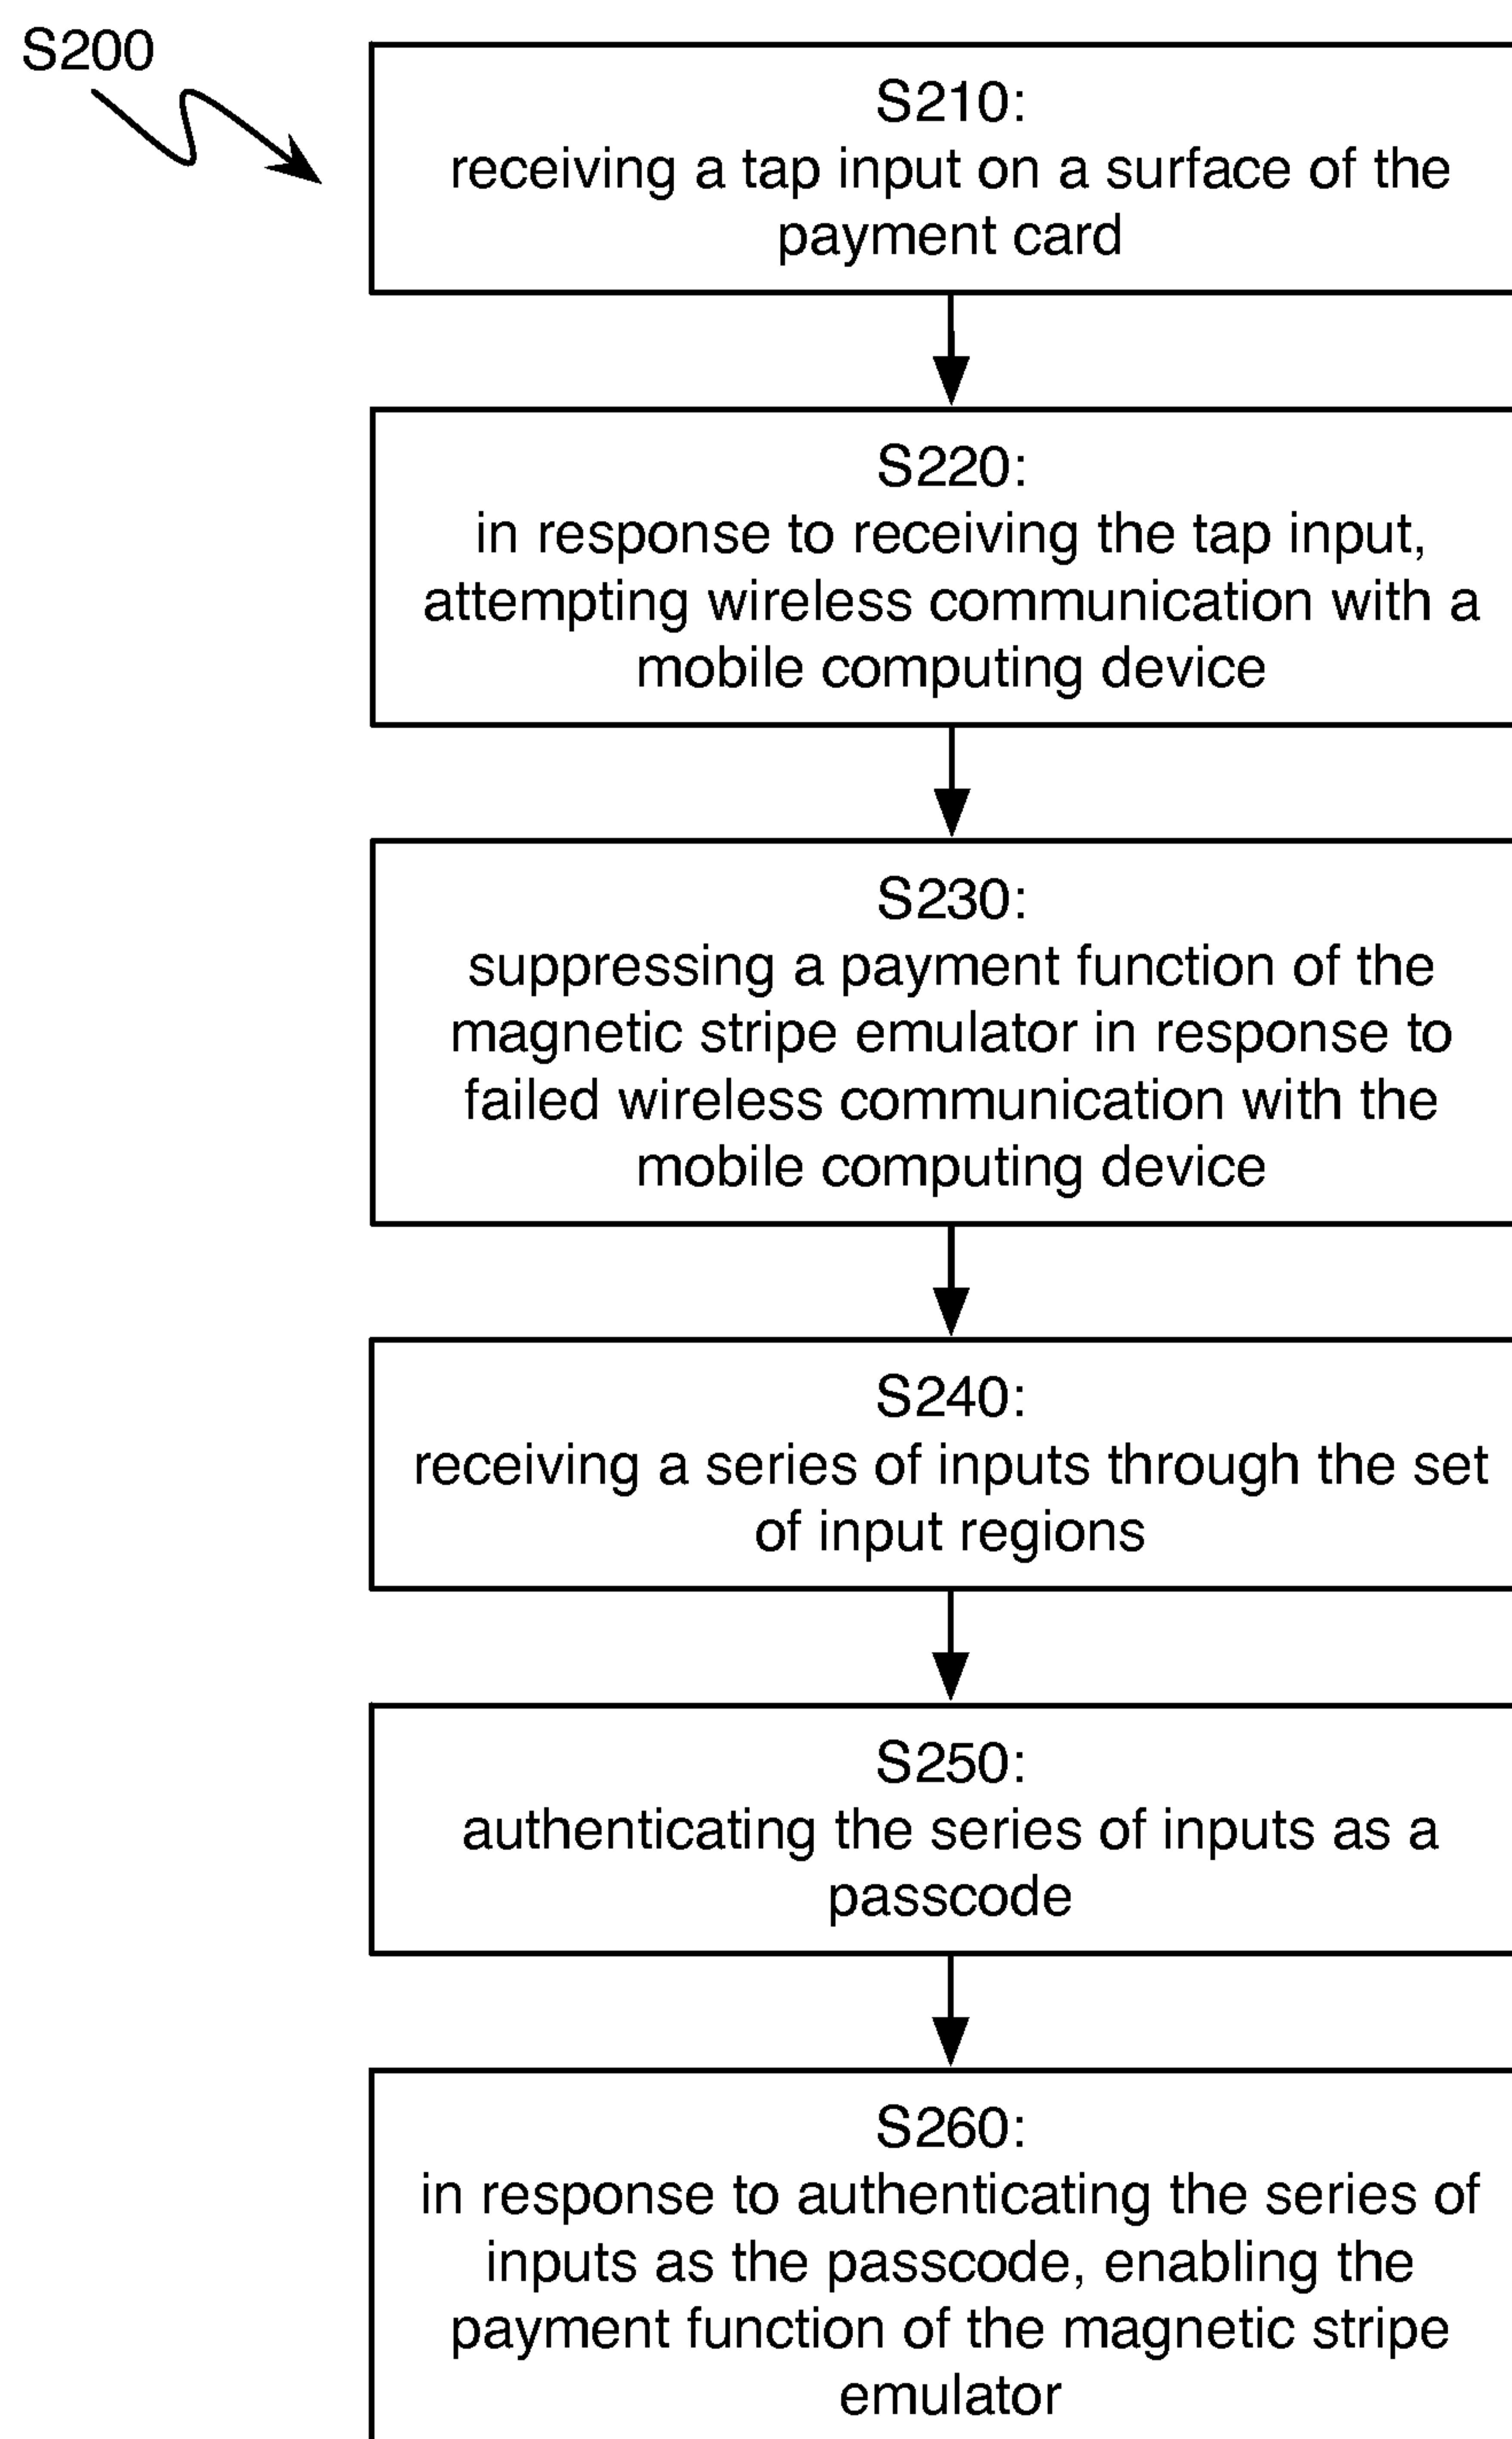 S200
S210:
receiving a tap input on a surface of the
payment card
S220:
in response to receiving the tap input,
attempting wireless communication with a
mobile computing device
S230:
suppressing a payment function of the
magnetic stripe emulator in response to
failed wireless communication with the
mobile computing device
S240:
receiving a series of inputs through the set
of input regions
S250:
authenticating the series of inputs as a
passcode
S260:
in response to authenticating the series of
inputs as the passcode, enabling the
payment function of the magnetic stripe
emulator